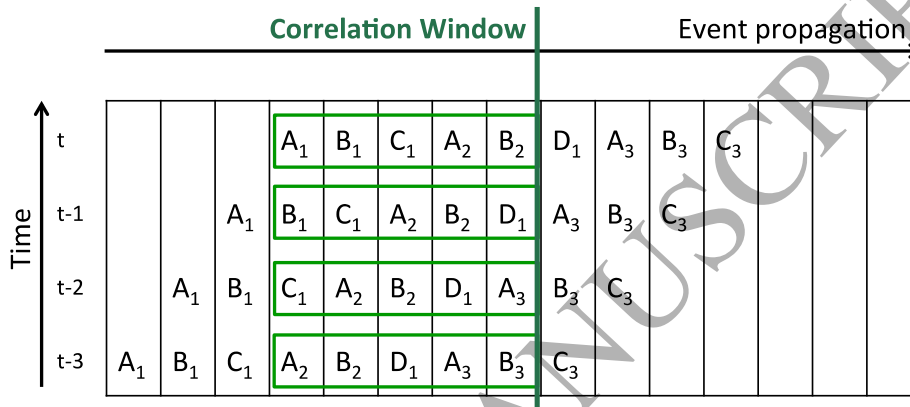 Correlation Window Event propagation
t A₁ B₁ C₁ A₂ B₂ D₁ A₃ B₃ C₃
t-1 A₁ B₁ C₁ A₂ B₂ D₁ A₃ B₃ C₃
t-2 A₁ B₁ C₁ A₂ B₂ D₁ A₃ B₃ C₃
t-3 A₁ B₁ C₁ A₂ B₂ D₁ A₃ B₃ C₃
Time